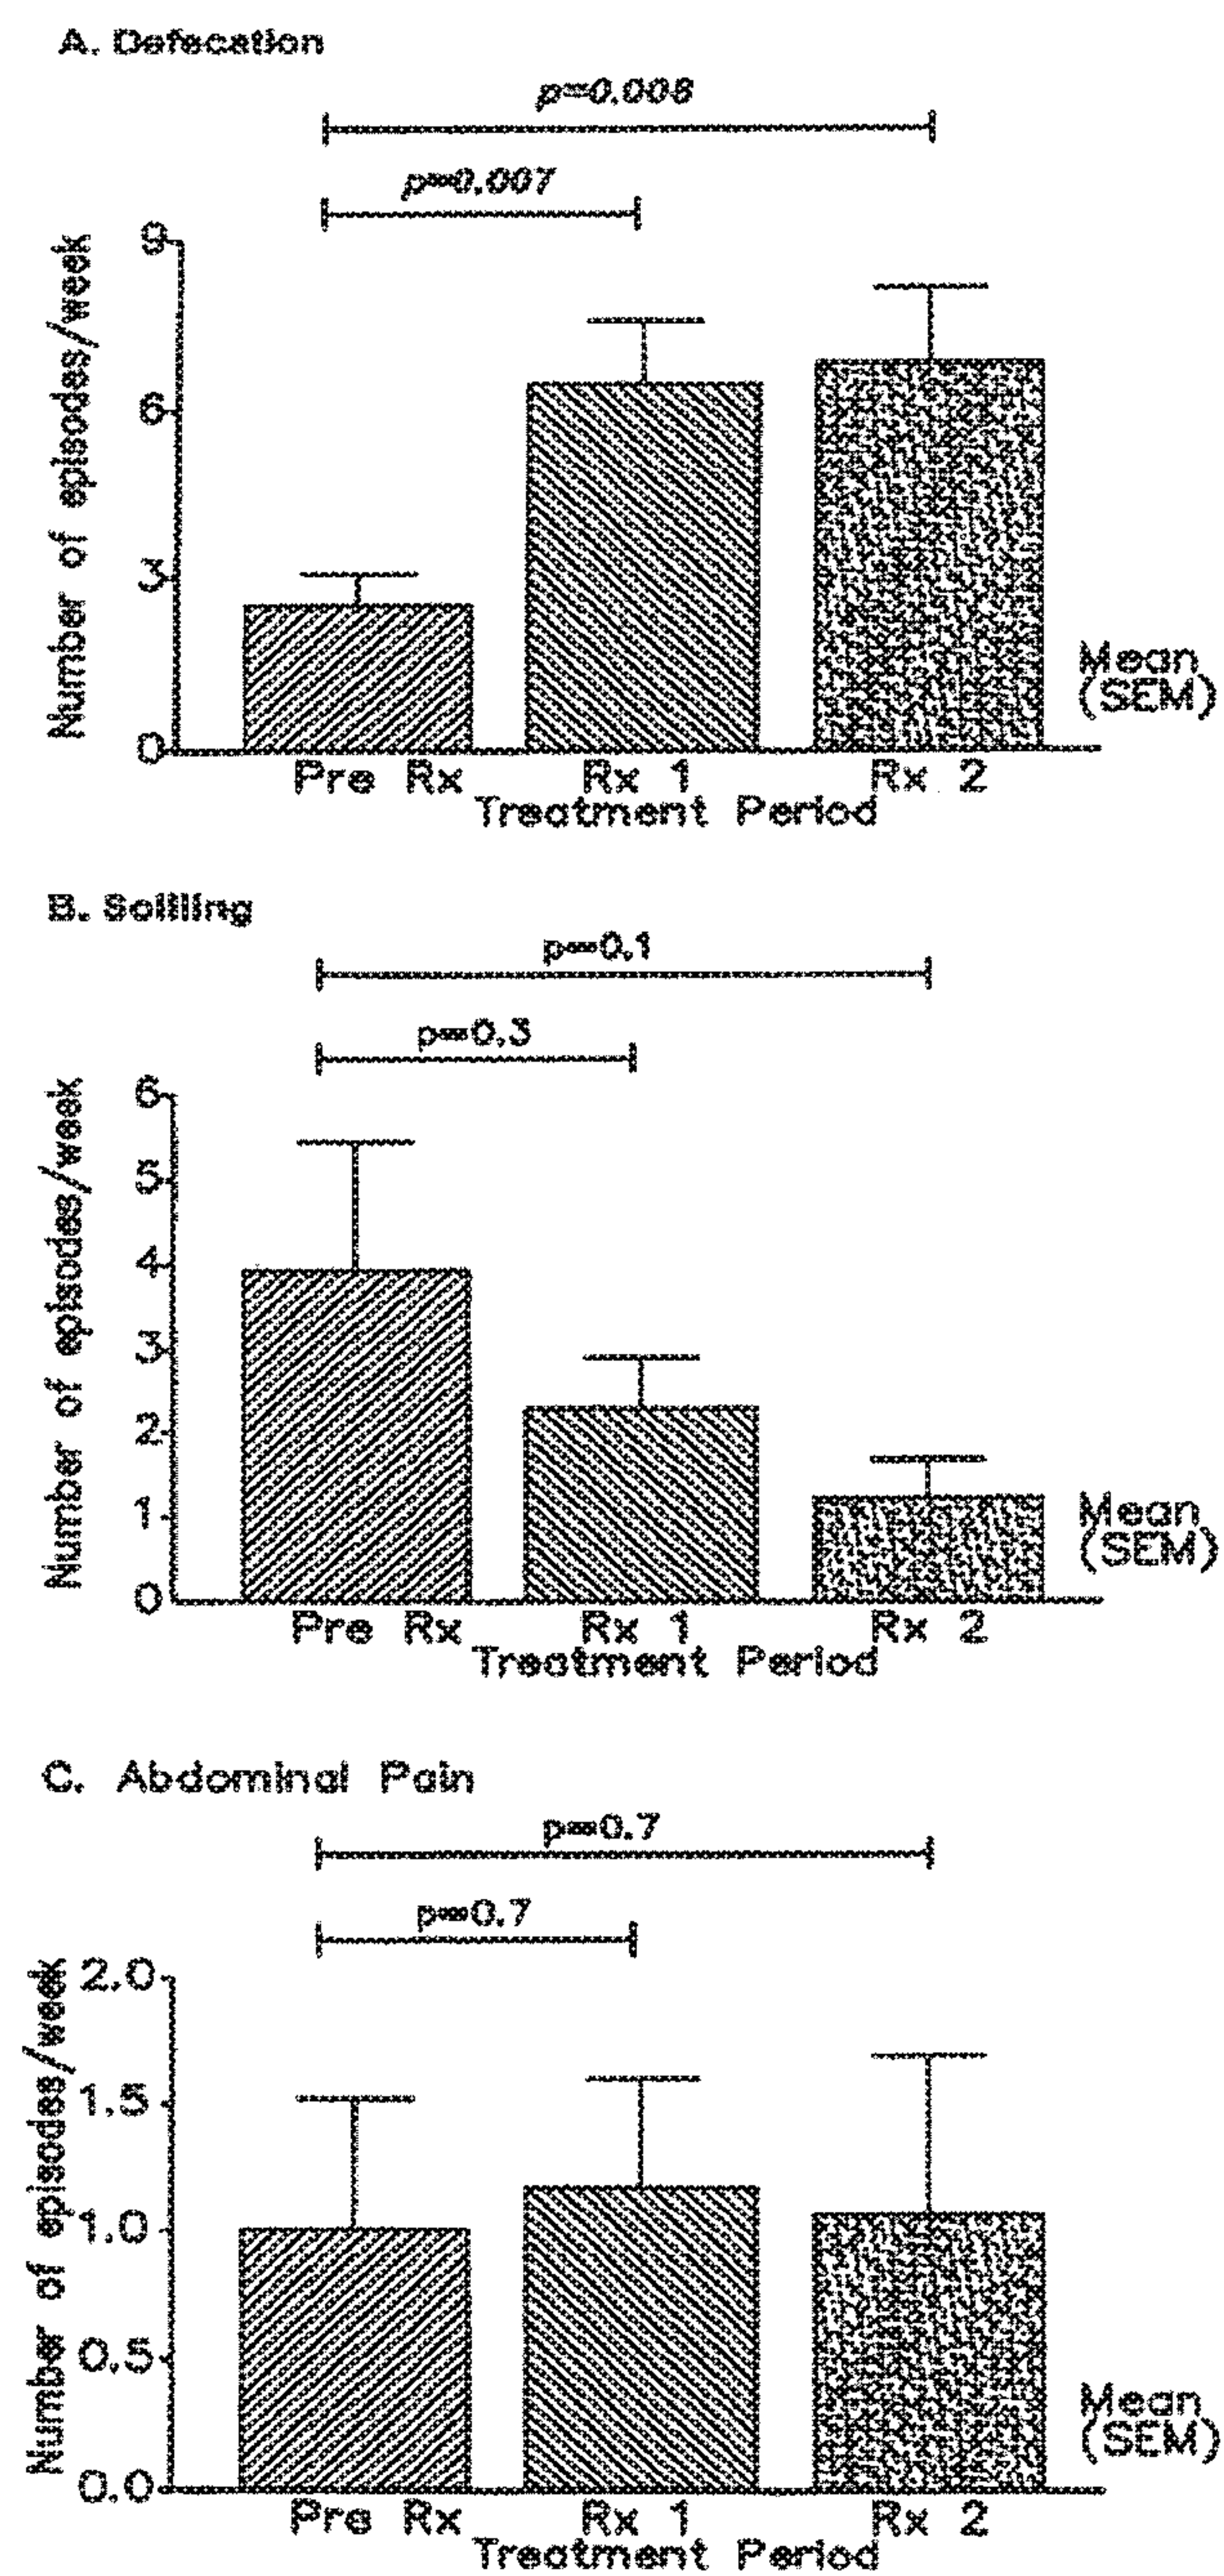 A. Defecation
p=0.008
p=0.007
Number of episodes/week
9
6
3
0
Pre Rx Rx 1 Rx 2
Treatment Period
Mean
(SEM)
B. Soilling
p=0.1
p=0.3
Number of episodes/week
6
5
4
3
2
1
0
Pre Rx Rx 1 Rx 2
Treatment Period
Mean
(SEM)
C. Abdominal Pain
p=0.7
p=0.7
Number of episodes/week
2.0
1.5
1.0
0.5
0.0
Pre Rx Rx 1 Rx 2
Treatment Period
Mean
(SEM)